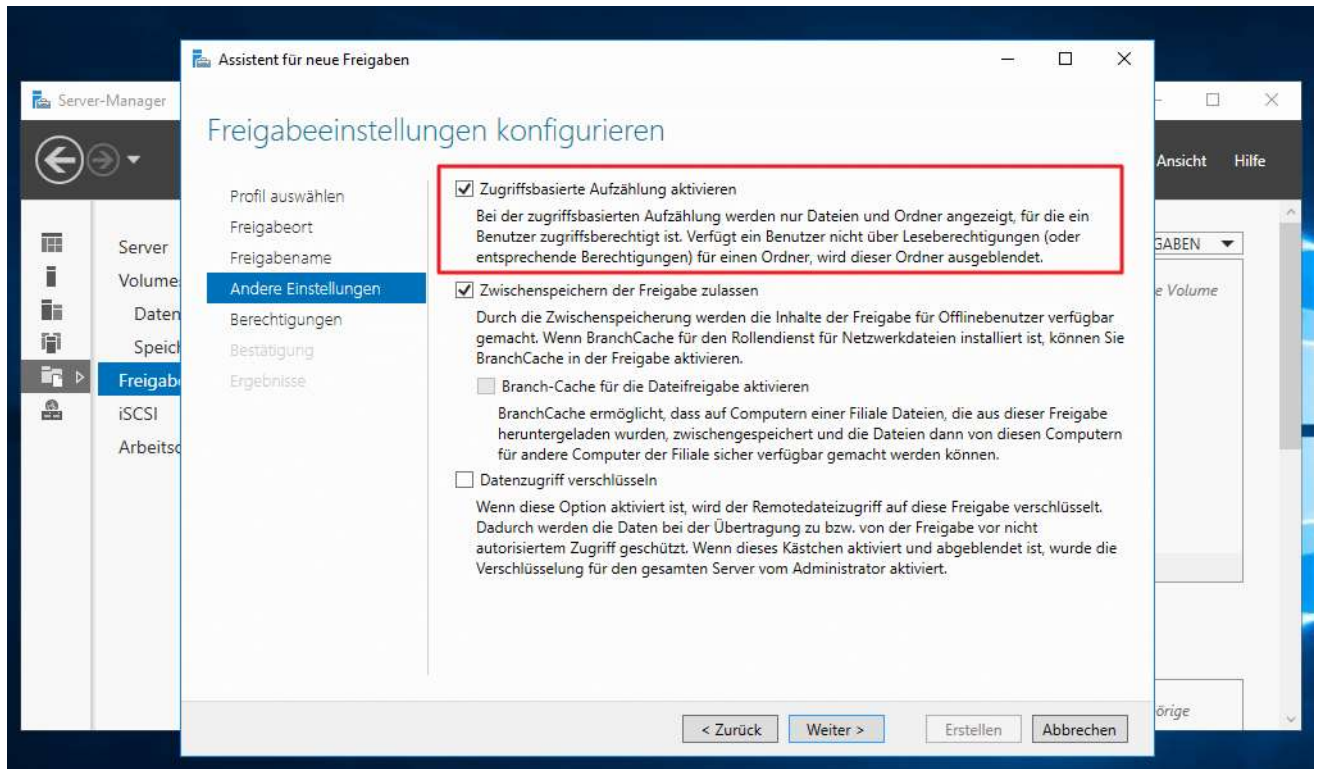 Assistent für neue Freigaben
Server-Manager
Ansicht Hilfe
Freigabeeinstellungen konfigurieren
Profil auswählen
Freigabeort
Freigabename
Andere Einstellungen
Berechtigungen
Bestätigung
Ergebnisse
Server
Volume
Daten
Speich
Freigab
iSCSI
Arbeitsc
Zugriffsbasierte Aufzählung aktivieren
Bei der zugriffsbasierten Aufzählung werden nur Dateien und Ordner angezeigt, für die ein
Benutzer zugriffsberechtigt ist. Verfügt ein Benutzer nicht über Leseberechtigungen (oder
entsprechende Berechtigungen) für einen Ordner, wird dieser Ordner ausgeblendet.
Zwischenspeichern der Freigabe zulassen
Durch die Zwischenspeicherung werden die Inhalte der Freigabe für Offlinebenutzer verfügbar
gemacht. Wenn BranchCache für den Rollendienst für Netzwerkdateien installiert ist, können Sie
BranchCache in der Freigabe aktivieren.
Branch-Cache für die Dateifreigabe aktivieren
BranchCache ermöglicht, dass auf Computern einer Filiale Dateien, die aus dieser Freigabe
heruntergeladen wurden, zwischengespeichert und die Dateien dann von diesen Computern
für andere Computer der Filiale sicher verfügbar gemacht werden können.
Datenzugriff verschlüsseln
Wenn diese Option aktiviert ist, wird der Remotedateizugriff auf diese Freigabe verschlüsselt.
Dadurch werden die Daten bei der Übertragung zu bzw. von der Freigabe vor nicht
autorisiertem Zugriff geschützt. Wenn dieses Kästchen aktiviert und abgeblendet ist, wurde die
Verschlüsselung für den gesamten Server vom Administrator aktiviert.
GABEN
e Volume
örige
< Zurück Weiter > Erstellen Abbrechen